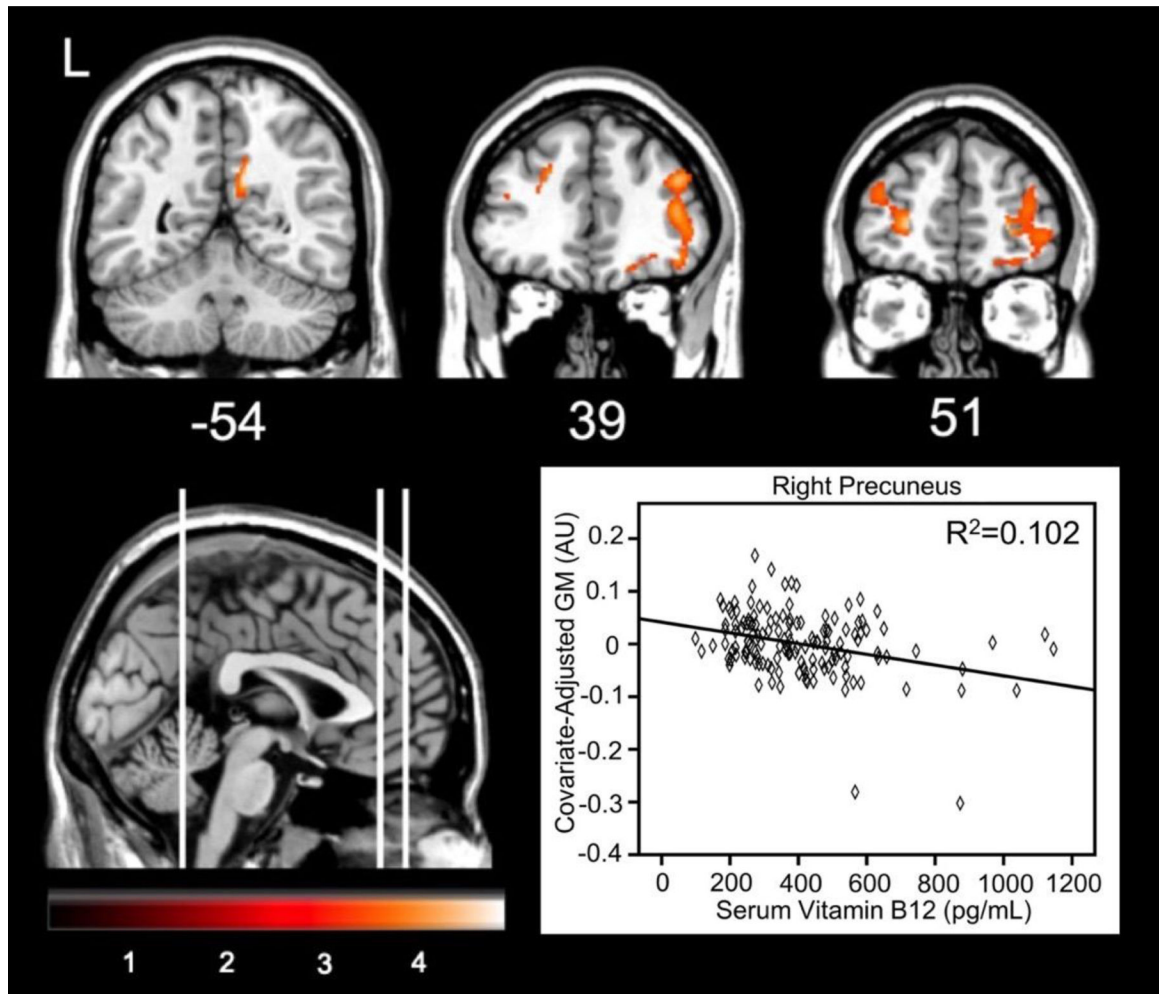 L
-54
39
51
Right Precuneus
R²=0.102
Covariate-Adjusted GM (AU)
0.2
0.1
0
-0.1
-0.2
-0.3
-0.4
0 200 400 600 800 1000 1200
Serum Vitamin B12 (pg/mL)
1 2 3 4